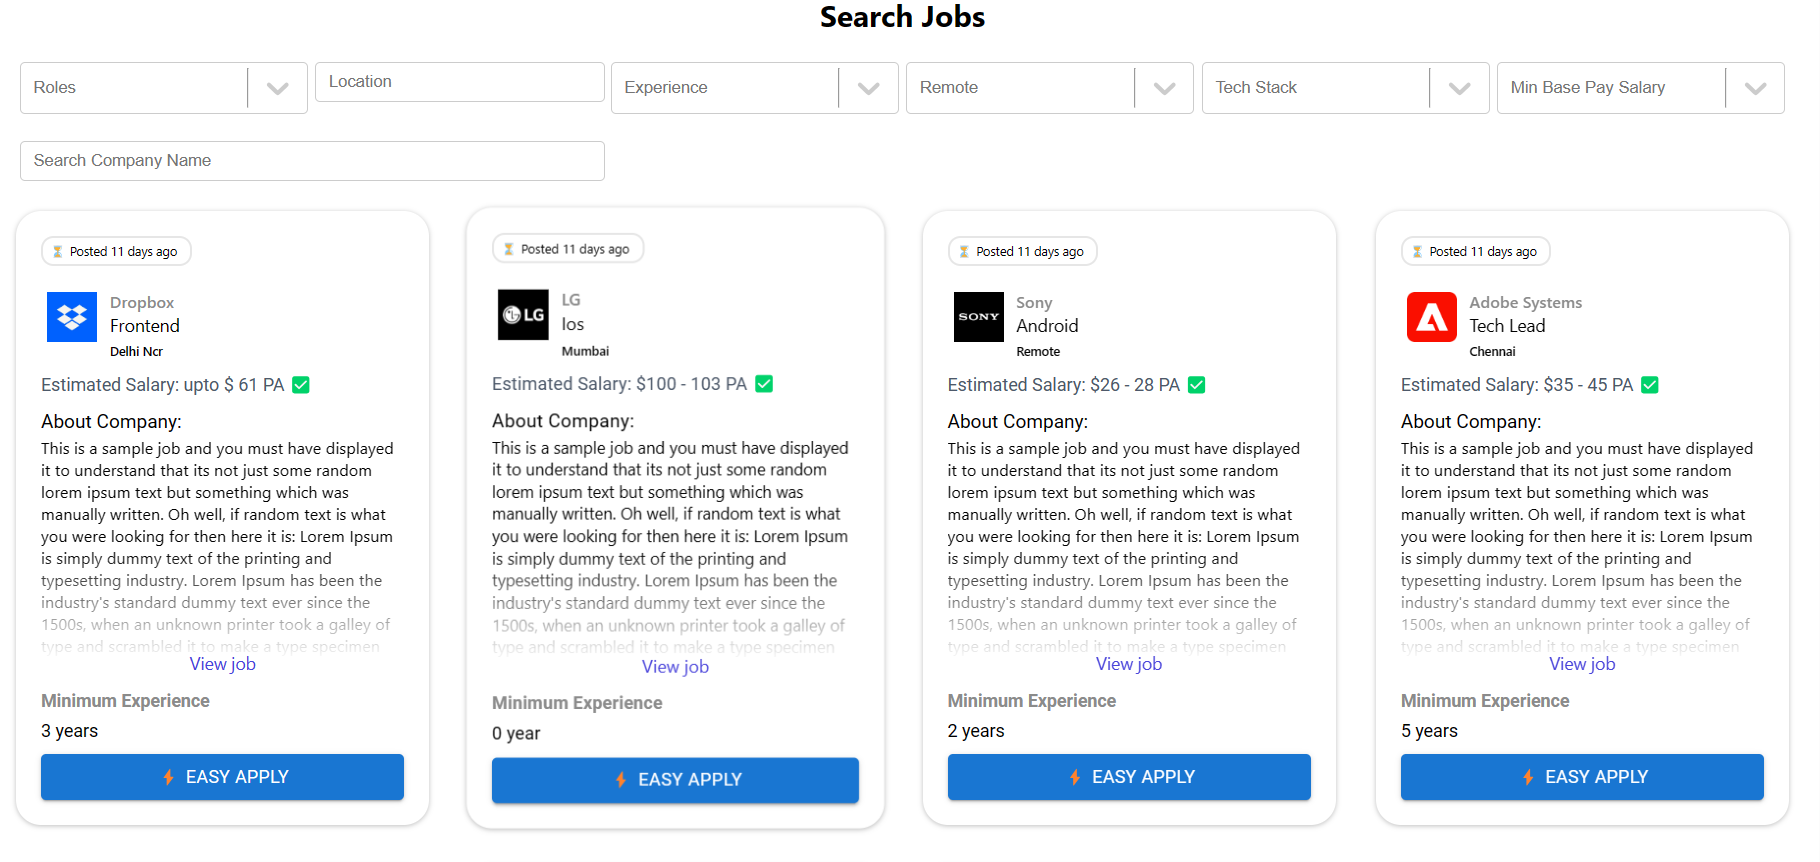 Search Jobs
Roles
Location
Experience
Remote
Tech Stack
Min Base Pay Salary
Search Company Name
Posted 11 days ago
Dropbox
Frontend
Delhi Ncr
Estimated Salary: upto $ 61 PA
About Company:
This is a sample job and you must have displayed
it to understand that its not just some random
lorem ipsum text but something which was
manually written. Oh well, if random text is what
you were looking for then here it is: Lorem Ipsum
is simply dummy text of the printing and
typesetting industry. Lorem Ipsum has been the
industry's standard dummy text ever since the
1500s, when an unknown printer took a galley of
type and scrambled it to make a type specimen
View job
Minimum Experience
3 years
EASY APPLY
Posted 11 days ago
LG
LG
Ios
Mumbai
Estimated Salary: $100 - 103 PA
About Company:
This is a sample job and you must have displayed
it to understand that its not just some random
lorem ipsum text but something which was
manually written. Oh well, if random text is what
you were looking for then here it is: Lorem Ipsum
is simply dummy text of the printing and
typesetting industry. Lorem Ipsum has been the
industry's standard dummy text ever since the
1500s, when an unknown printer took a galley of
type and scrambled it to make a type specimen
View job
Minimum Experience
0 year
EASY APPLY
Posted 11 days ago
SONY
Sony
Android
Remote
Estimated Salary: $26 - 28 PA
About Company:
This is a sample job and you must have displayed
it to understand that its not just some random
lorem ipsum text but something which was
manually written. Oh well, if random text is what
you were looking for then here it is: Lorem Ipsum
is simply dummy text of the printing and
typesetting industry. Lorem Ipsum has been the
industry's standard dummy text ever since the
1500s, when an unknown printer took a galley of
type and scrambled it to make a type specimen
View job
Minimum Experience
2 years
EASY APPLY
Posted 11 days ago
Adobe Systems
Tech Lead
Chennai
Estimated Salary: $35 - 45 PA
About Company:
This is a sample job and you must have displayed
it to understand that its not just some random
lorem ipsum text but something which was
manually written. Oh well, if random text is what
you were looking for then here it is: Lorem Ipsum
is simply dummy text of the printing and
typesetting industry. Lorem Ipsum has been the
industry's standard dummy text ever since the
1500s, when an unknown printer took a galley of
type and scrambled it to make a type specimen
View job
Minimum Experience
5 years
EASY APPLY